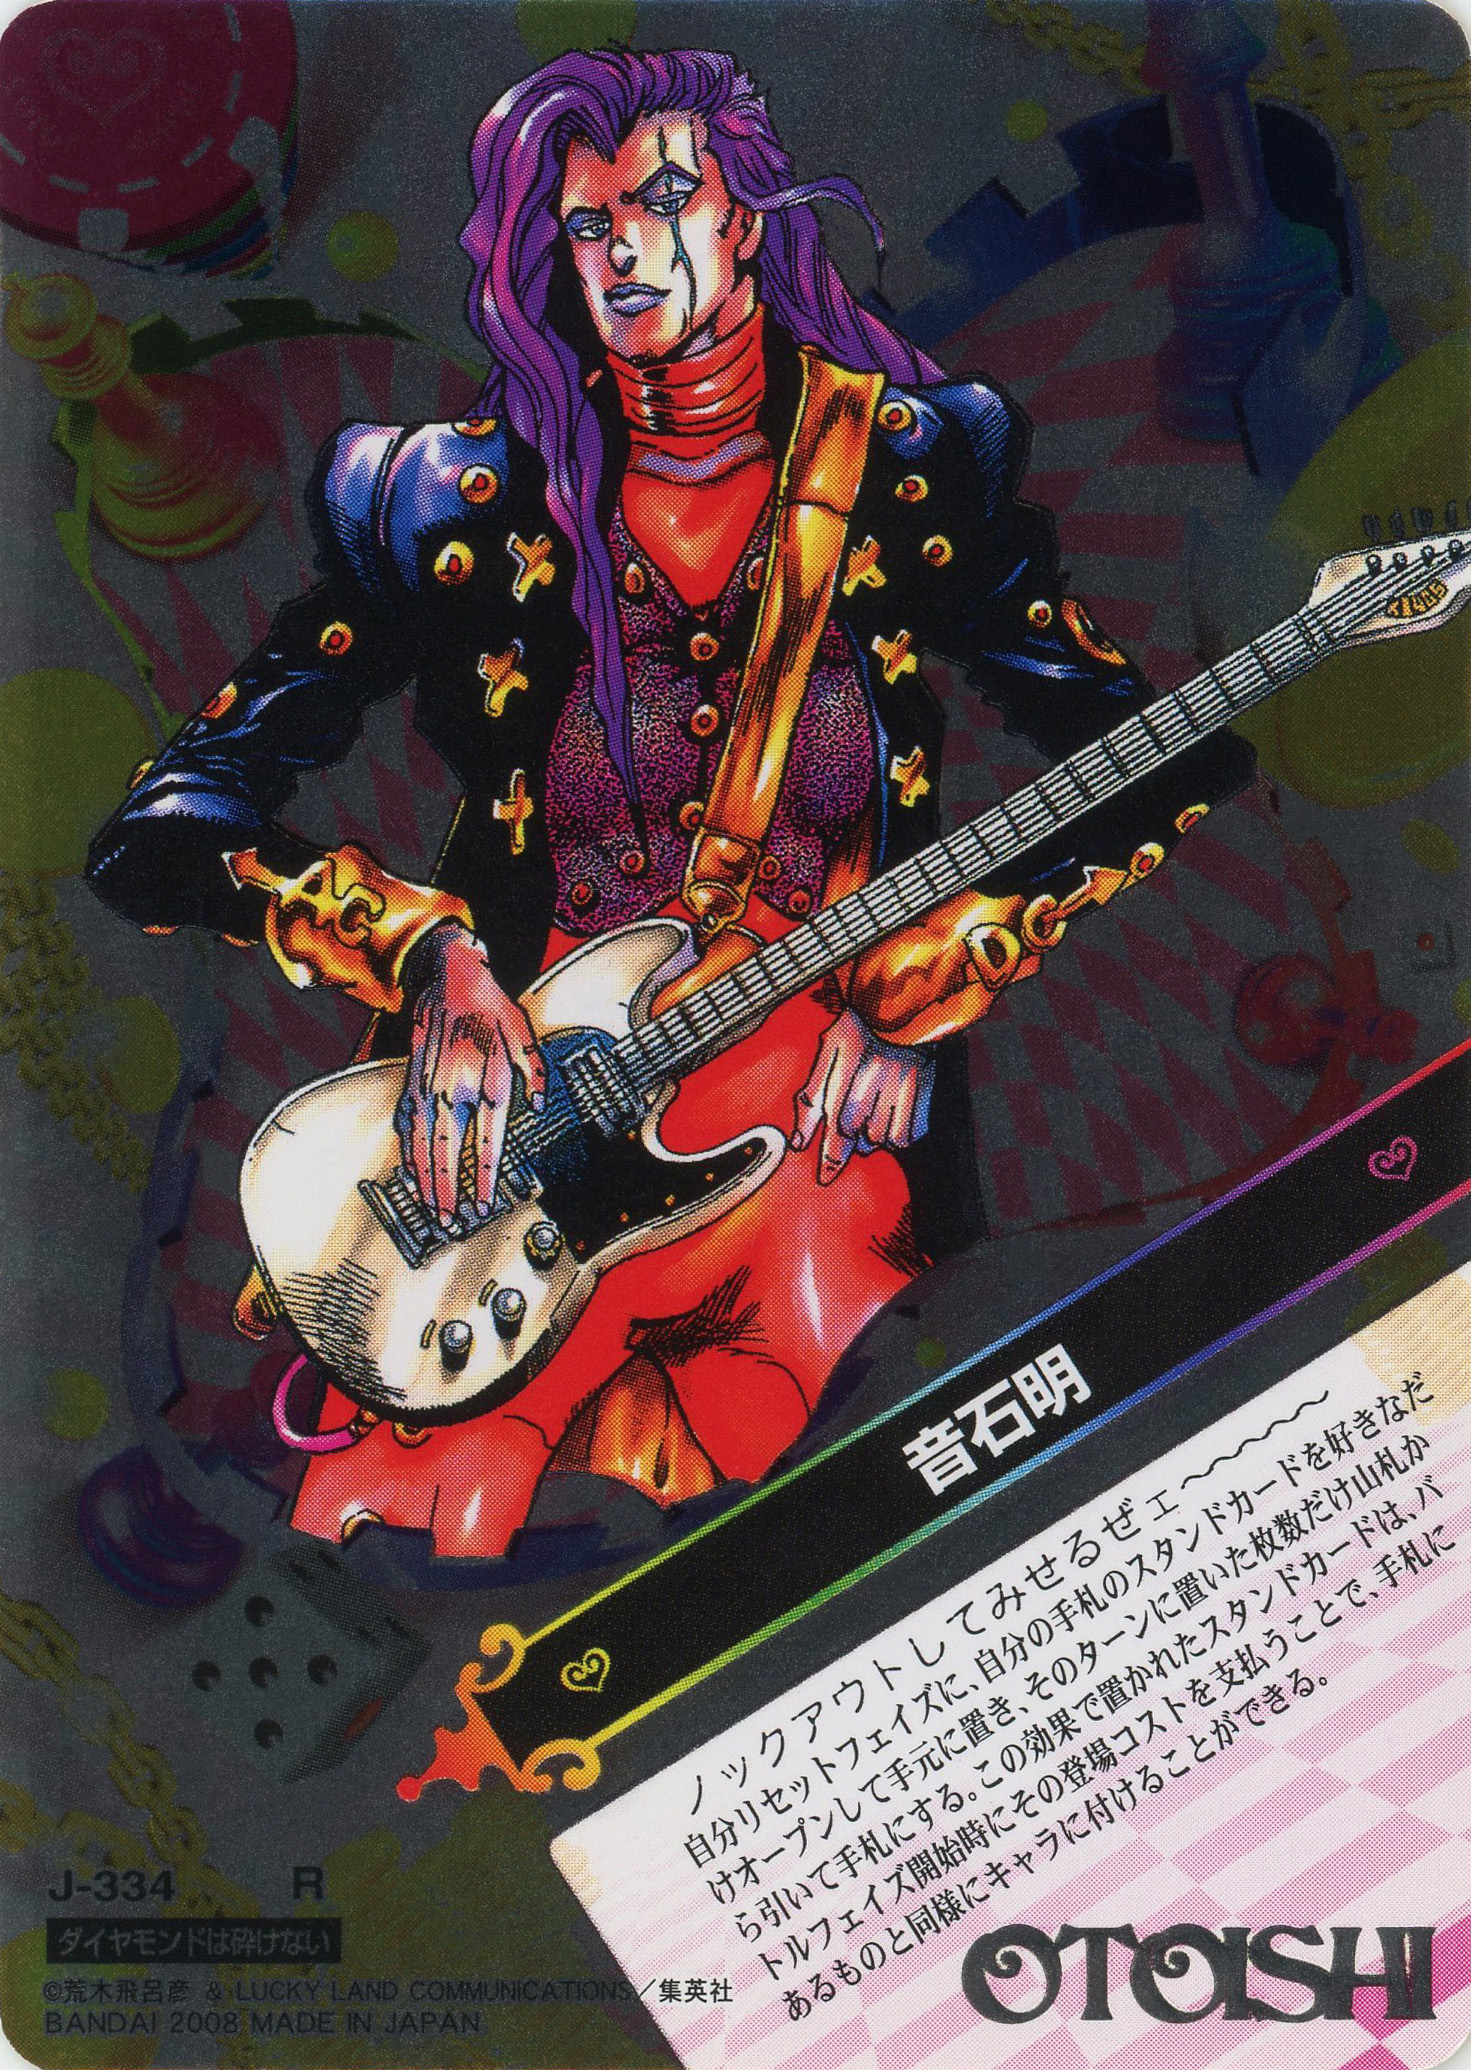 AC
DC
音石明
ノックアウトしてみせるぜェ〜〜〜〜〜
自分リセットフェイズに、自分の手札のスタンドカードを好きなだ
けオープンして手元に置き、そのターンに置いた枚数だけ山札か
ら引いて手札にする。この効果で置かれたスタンドカードは、バ
トルフェイズ開始時にその登場コストを支払うことで、手札に
あるものと同様にキャラに付けることができる。
OTOISHI
J-334 R
ダイヤモンドは砕けない
©荒木飛呂彦 & LUCKY LAND COMMUNICATIONS／集英社
BANDAI 2008 MADE IN JAPAN